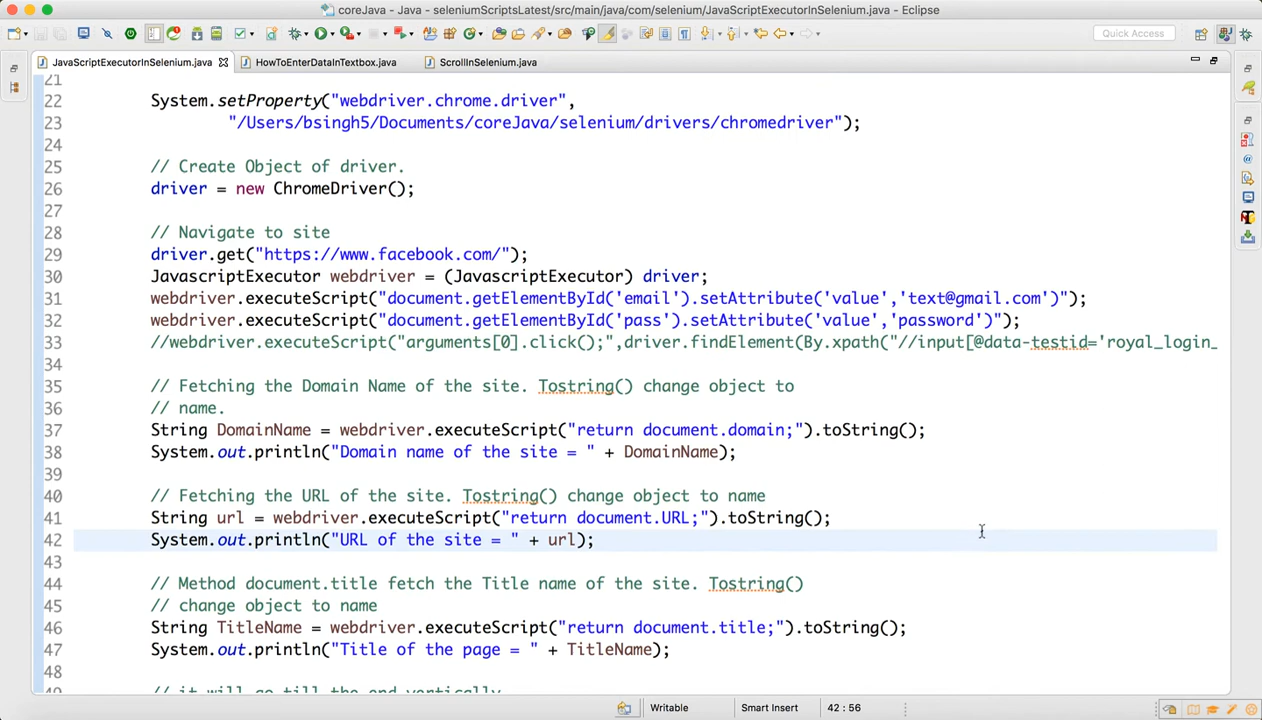 coreJava - Java - seleniumScriptsLatest/src/main/java/com/selenium/JavaScriptExecutorInSelenium.java - Eclipse
Quick Access
JavaScriptExecutorInSelenium.java HowToEnterDataInTextbox.java ScrollInSelenium.java
21
22 System.setProperty("webdriver.chrome.driver",
23 "/Users/bsingh5/Documents/coreJava/selenium/drivers/chromedriver");
24
25 // Create Object of driver.
26 driver = new ChromeDriver();
27
28 // Navigate to site
29 driver.get("https://www.facebook.com/");
30 JavascriptExecutor webdriver = (JavascriptExecutor) driver;
31 webdriver.executeScript("document.getElementById('email').setAttribute('value','text@gmail.com')");
32 webdriver.executeScript("document.getElementById('pass').setAttribute('value','password')");
33 //webdriver.executeScript("arguments[0].click();",driver.findElement(By.xpath("//input[@data-testid='royal_login_
34
35 // Fetching the Domain Name of the site. Tostring() change object to
36 // name.
37 String DomainName = webdriver.executeScript("return document.domain;").toString();
38 System.out.println("Domain name of the site = " + DomainName);
39
40 // Fetching the URL of the site. Tostring() change object to name
41 String url = webdriver.executeScript("return document.URL;").toString();
42 System.out.println("URL of the site = " + url);
43
44 // Method document.title fetch the Title name of the site. Tostring()
45 // change object to name
46 String TitleName = webdriver.executeScript("return document.title;").toString();
47 System.out.println("Title of the page = " + TitleName);
48
49 // it will go till the end vertically
Writable Smart Insert 42 : 56